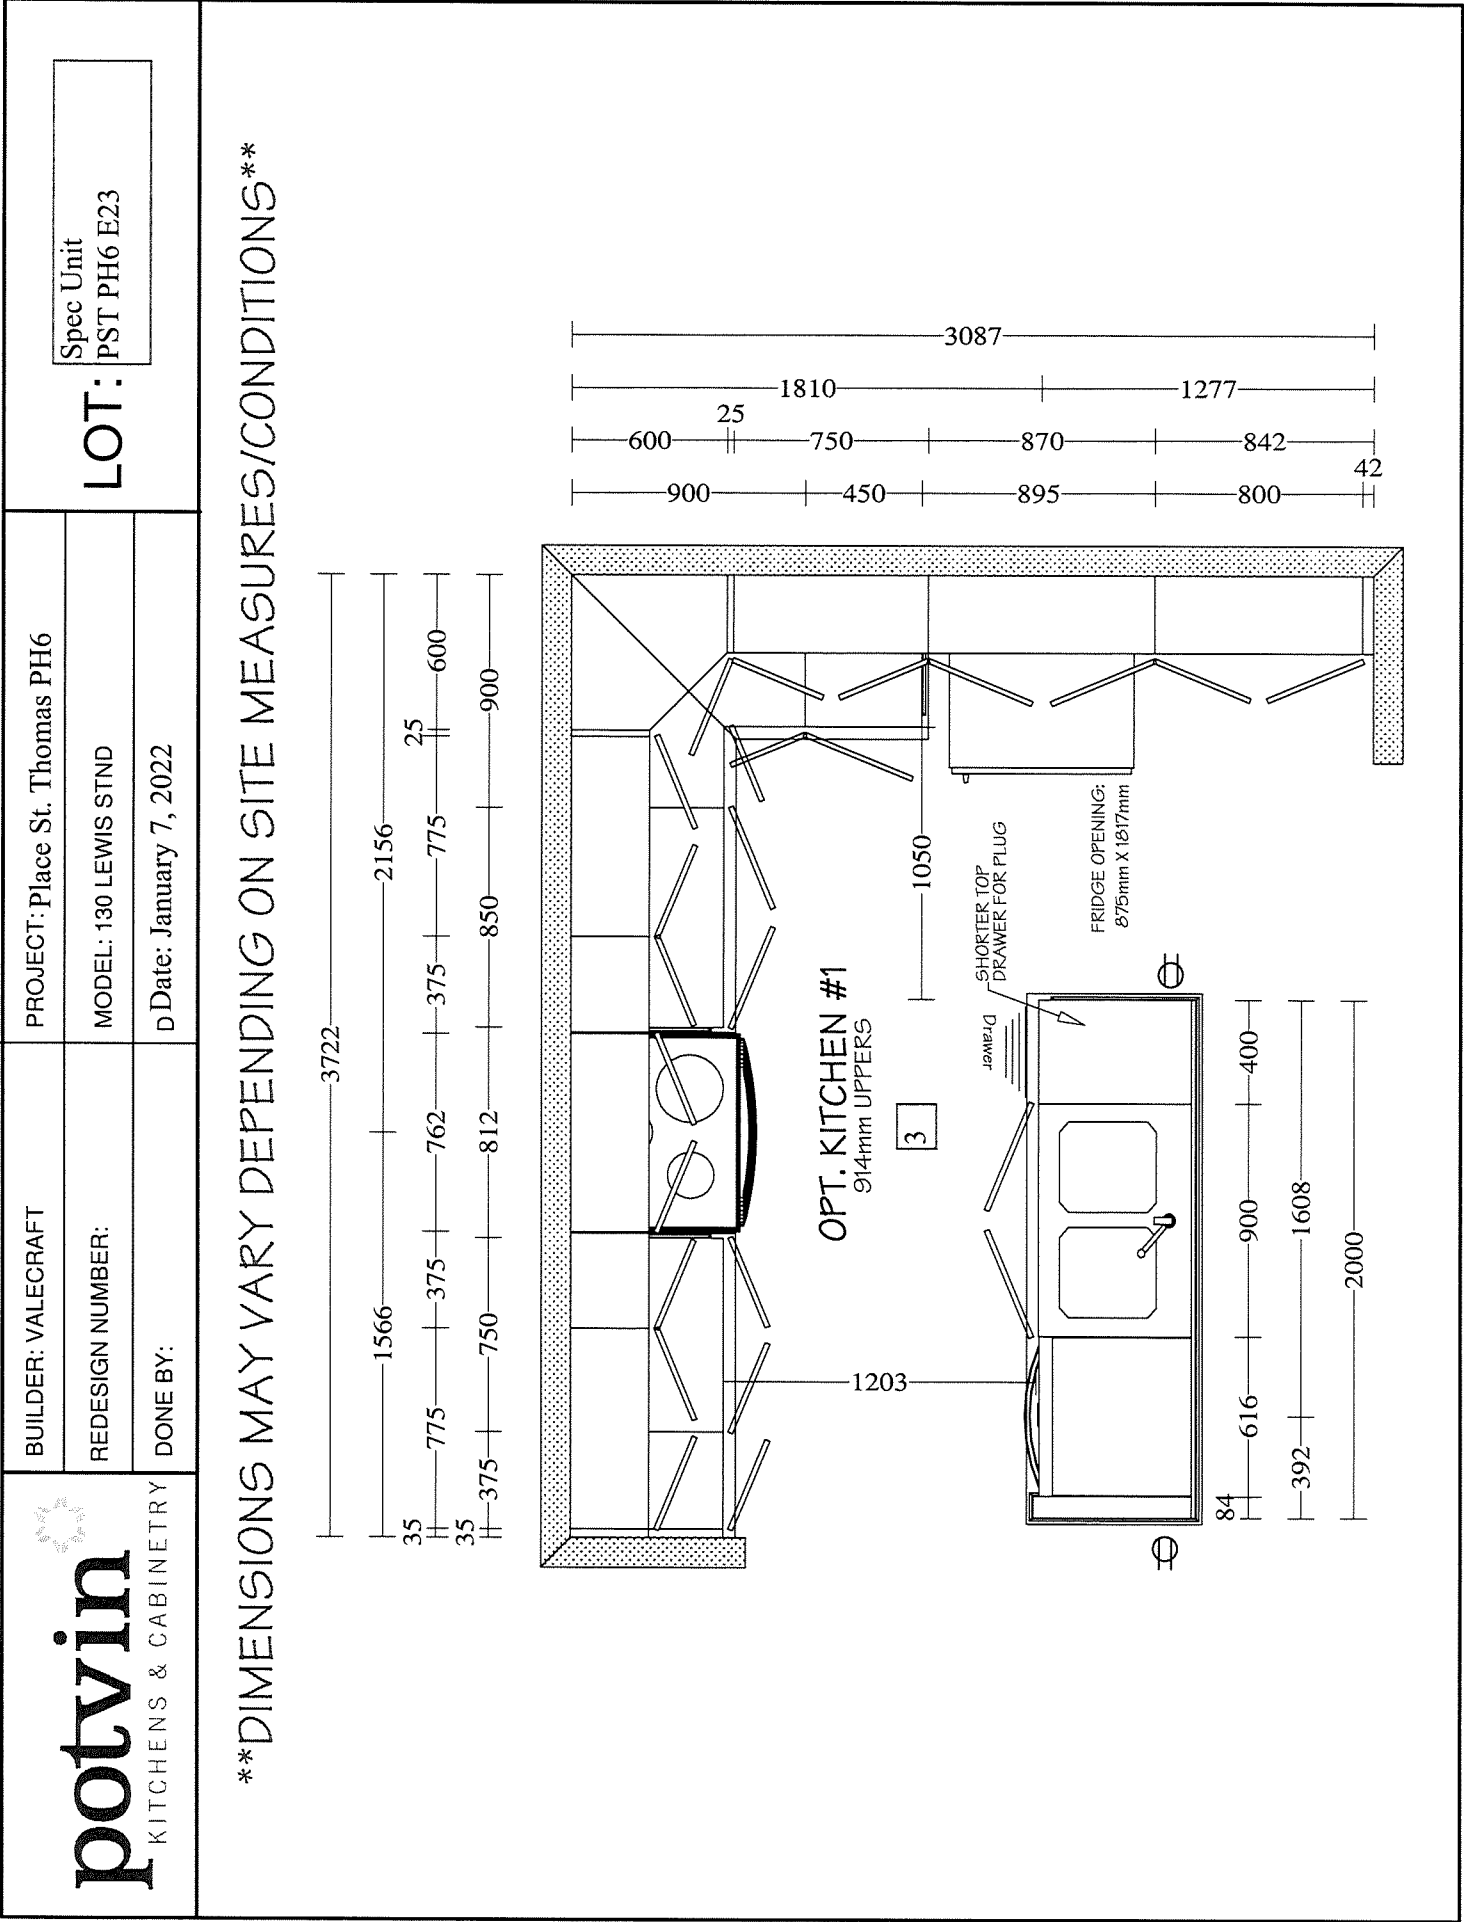 potvin
KITCHENS & CABINETRY
BUILDER: VALECRAFT
REDESIGN NUMBER:
DONE BY:
PROJECT: Place St. Thomas PH6
MODEL: 130 LEWIS STND
D Date: January 7, 2022
LOT:
Spec Unit
PST PH6 E23
**DIMENSIONS MAY VARY DEPENDING ON SITE MEASURES/CONDITIONS**
3722
1566
2156
35
775
375
762
375
775
25
600
35
375
750
812
850
900
3087
1810
1277
600
25
750
870
842
900
450
895
800
42
1203
1050
OPT. KITCHEN #1
914mm UPPERS
3
SHORTER TOP
DRAWER FOR PLUG
Drawer
FRIDGE OPENING:
875mm X 1817mm
84
616
900
400
392
1608
2000